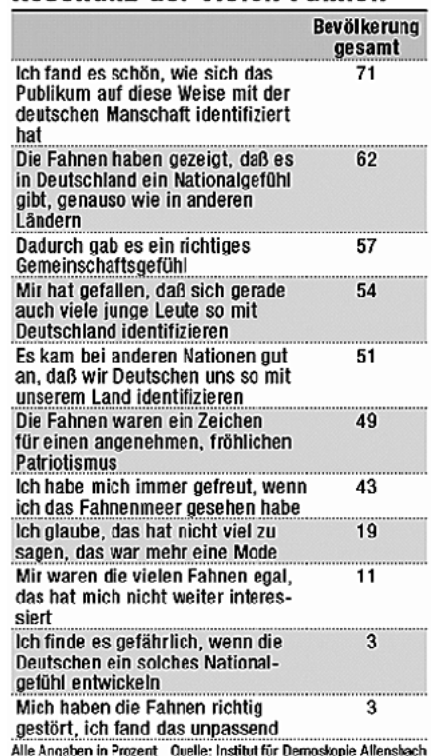 Bevölkerung
gesamt
Ich fand es schön, wie sich das 71
Publikum auf diese Weise mit der
deutschen Manschaft identifiziert
hat
Die Fahnen haben gezeigt, daß es 62
in Deutschland ein Nationalgefühl
gibt, genauso wie in anderen
Ländern
Dadurch gab es ein richtiges 57
Gemeinschaftsgefühl
Mir hat gefallen, daß sich gerade 54
auch viele junge Leute so mit
Deutschland identifizieren
Es kam bei anderen Nationen gut 51
an, daß wir Deutschen uns so mit
unserem Land identifizieren
Die Fahnen waren ein Zeichen 49
für einen angenehmen, fröhlichen
Patriotismus
Ich habe mich immer gefreut, wenn 43
ich das Fahnenmeer gesehen habe
Ich glaube, das hat nicht viel zu 19
sagen, das war mehr eine Mode
Mir waren die vielen Fahnen egal, 11
das hat mich nicht weiter interes-
siert
Ich finde es gefährlich, wenn die 3
Deutschen ein solches National-
gefühl entwickeln
Mich haben die Fahnen richtig 3
gestört, ich fand das unpassend
Alle Angaben in Prozent Quelle: Institut für Demoskopie Allensbach